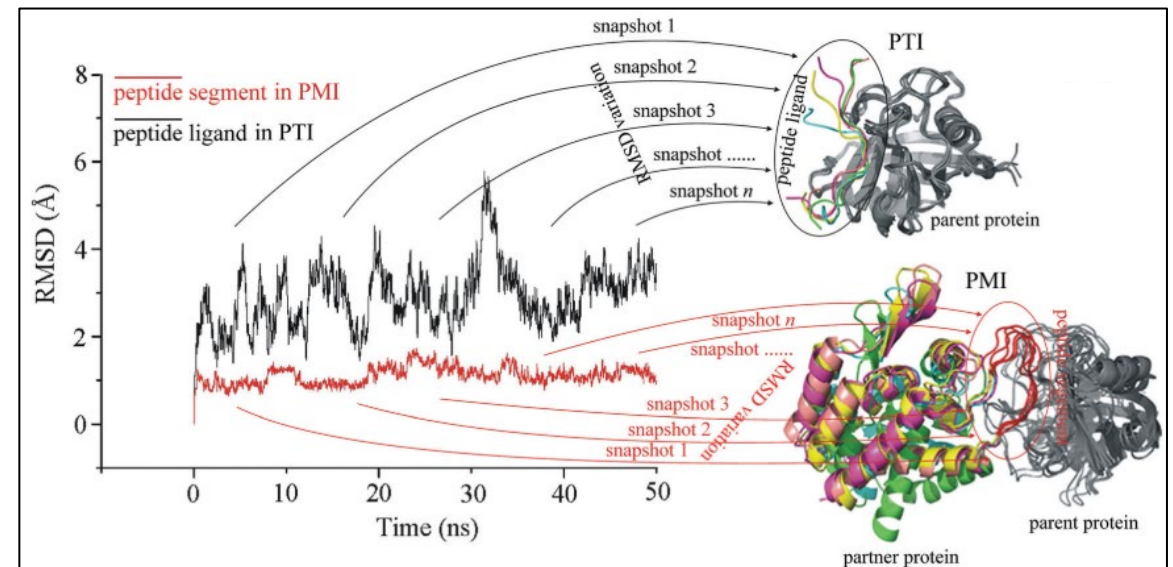 snapshot 1
PTI
8
peptide segment in PMI
snapshot 2
peptide ligand in PTI
RMSD variation
snapshot 3
peptide ligand
6
snapshot ......
snapshot n
parent protein
RMSD (Å)
4
PMI
snapshot n
2
snapshot ......
peptide segment
RMSD variation
snapshot 3
0
snapshot 2
snapshot 1
0 10 20 30 40 50
Time (ns)
parent protein
partner protein